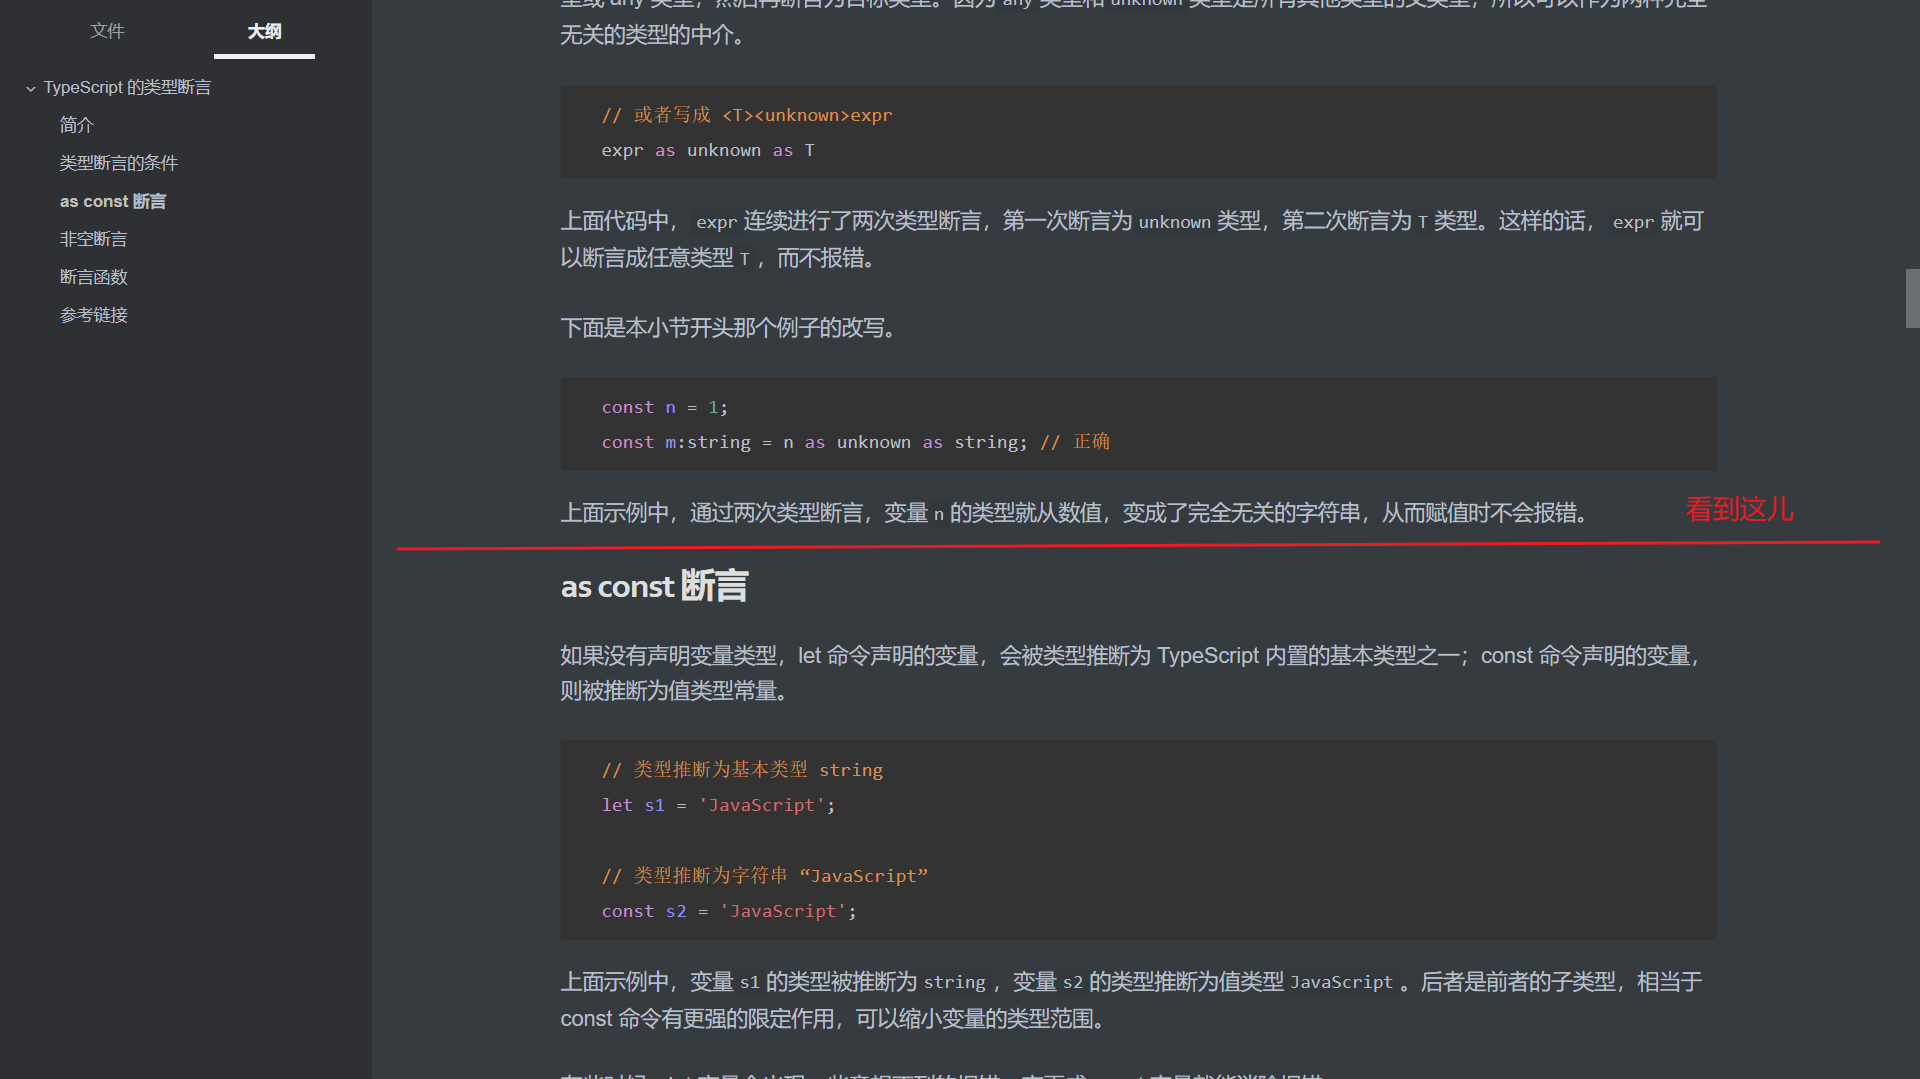 文件 大纲
TypeScript 的类型断言
简介
类型断言的条件
as const 断言
非空断言
断言函数
参考链接
无关的类型的中介。
// 或者写成 <T><unknown>expr
expr as unknown as T
上面代码中， expr 连续进行了两次类型断言，第一次断言为 unknown 类型，第二次断言为 T 类型。这样的话， expr 就可
以断言成任意类型 T ，而不报错。
下面是本小节开头那个例子的改写。
const n = 1;
const m:string = n as unknown as string; // 正确
上面示例中，通过两次类型断言，变量 n 的类型就从数值，变成了完全无关的字符串，从而赋值时不会报错。
看到这儿
as const 断言
如果没有声明变量类型，let 命令声明的变量，会被类型推断为 TypeScript 内置的基本类型之一；const 命令声明的变量，
则被推断为值类型常量。
// 类型推断为基本类型 string
let s1 = 'JavaScript';
// 类型推断为字符串 “JavaScript”
const s2 = 'JavaScript';
上面示例中，变量 s1 的类型被推断为 string ，变量 s2 的类型推断为值类型 JavaScript 。后者是前者的子类型，相当于
const 命令有更强的限定作用，可以缩小变量的类型范围。